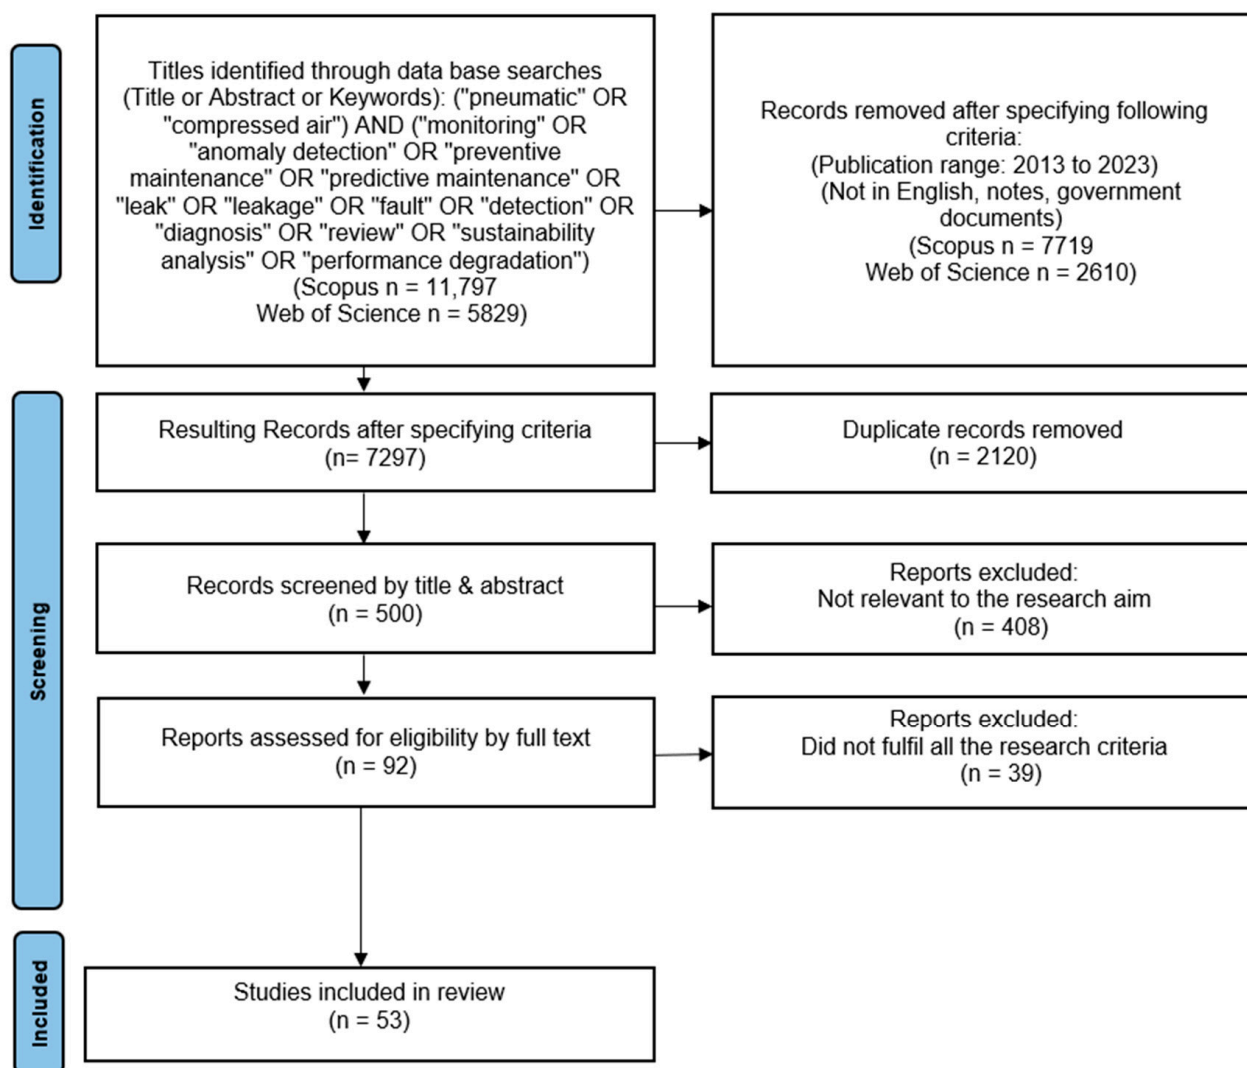 Identification
Titles identified through data base searches
(Title or Abstract or Keywords): ("pneumatic" OR
"compressed air") AND ("monitoring" OR
"anomaly detection" OR "preventive
maintenance" OR "predictive maintenance" OR
"leak" OR "leakage" OR "fault" OR "detection" OR
"diagnosis" OR "review" OR "sustainability
analysis" OR "performance degradation")
(Scopus n = 11,797
Web of Science n = 5829)
Records removed after specifying following
criteria:
(Publication range: 2013 to 2023)
(Not in English, notes, government
documents)
(Scopus n = 7719
Web of Science n = 2610)
Screening
Resulting Records after specifying criteria
(n= 7297)
Duplicate records removed
(n = 2120)
Records screened by title & abstract
(n = 500)
Reports excluded:
Not relevant to the research aim
(n = 408)
Reports assessed for eligibility by full text
(n = 92)
Reports excluded:
Did not fulfil all the research criteria
(n = 39)
Included
Studies included in review
(n = 53)